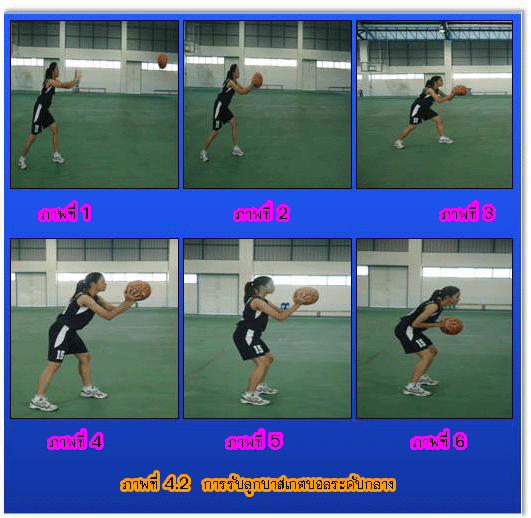 ภาพที่ 1 ภาพที่ 2 ภาพที่ 3
ภาพที่ 4 ภาพที่ 5 ภาพที่ 6
ภาพที่ 4.2 การรับลูกบาสเกตบอลระดับกลาง